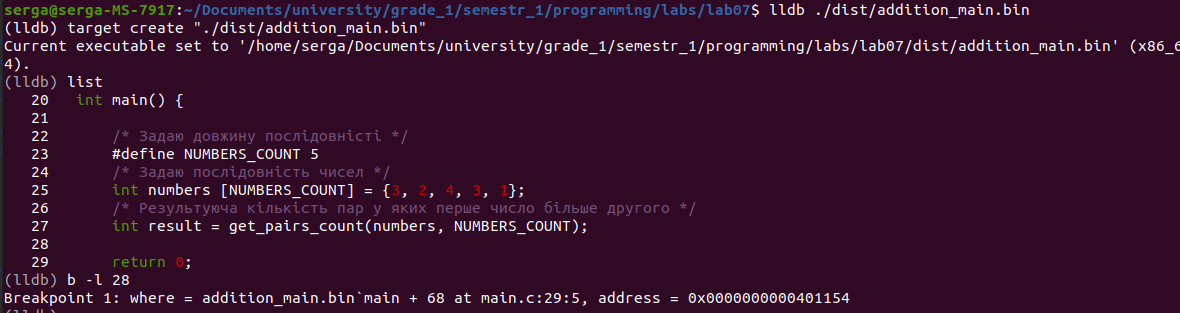 serga@serga-MS-7917:~/Documents/university/grade_1/semestr_1/programming/labs/lab07$ lldb ./dist/addition_main.bin
(lldb) target create "./dist/addition_main.bin"
Current executable set to '/home/serga/Documents/university/grade_1/semestr_1/programming/labs/lab07/dist/addition_main.bin' (x86_6
4).
(lldb) list
20 int main() {
21
22 /* Задаю довжину послідовністі */
23 #define NUMBERS_COUNT 5
24 /* Задаю послідовність чисел */
25 int numbers [NUMBERS_COUNT] = {3, 2, 4, 3, 1};
26 /* Результуюча кількість пар у яких перше число більше другого */
27 int result = get_pairs_count(numbers, NUMBERS_COUNT);
28
29 return 0;
(lldb) b -l 28
Breakpoint 1: where = addition_main.bin`main + 68 at main.c:29:5, address = 0x0000000000401154
(lldb)